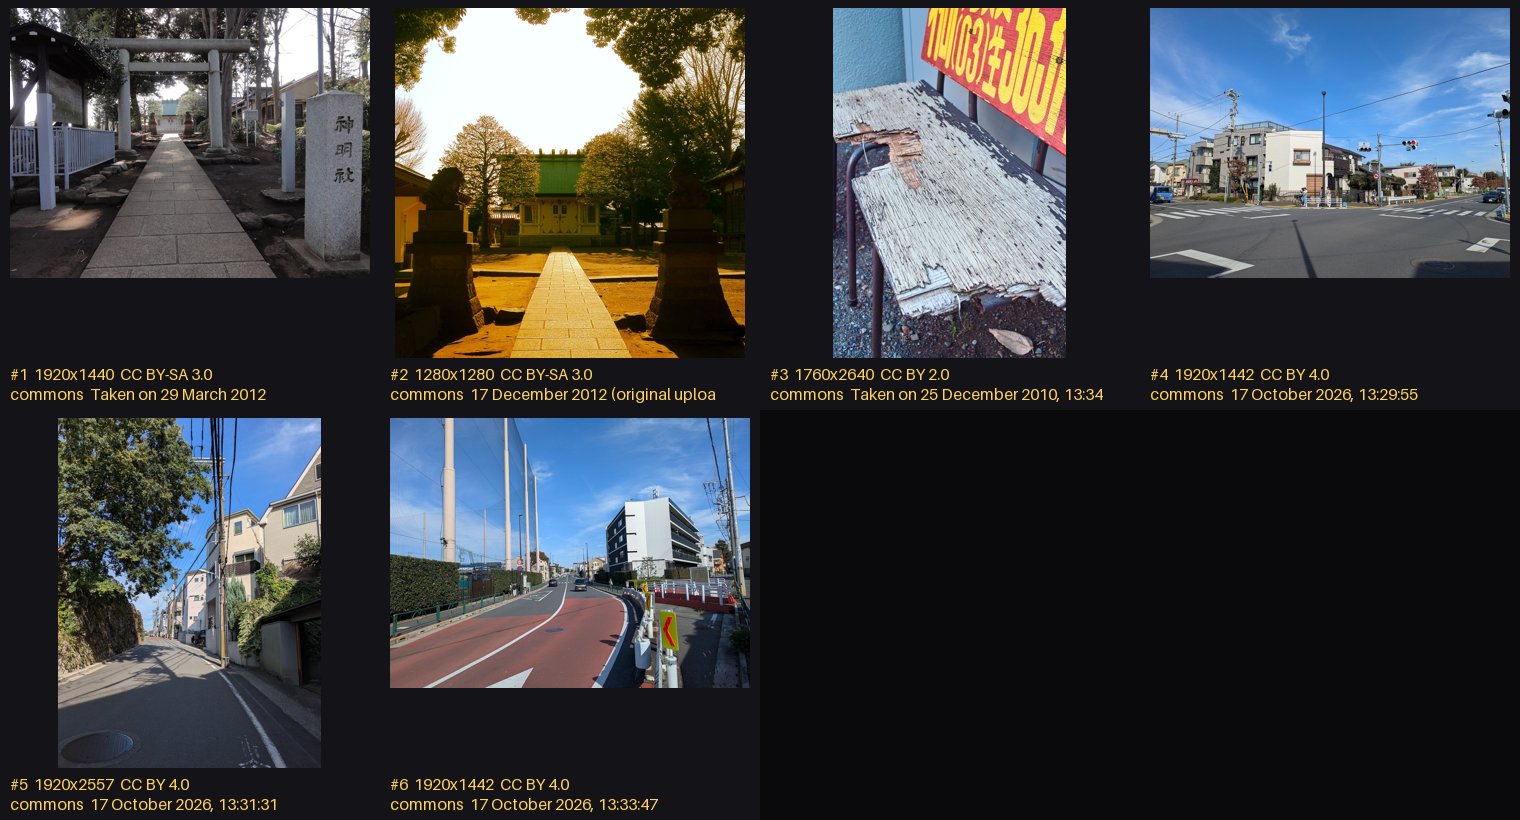 神明社
#1 1920x1440 CC BY-SA 3.0
commons Taken on 29 March 2012
#2 1280x1280 CC BY-SA 3.0
commons 17 December 2012 (original uploa
(03)
#3 1760x2640 CC BY 2.0
commons Taken on 25 December 2010, 13:34
#4 1920x1442 CC BY 4.0
commons 17 October 2026, 13:29:55
#5 1920x2557 CC BY 4.0
commons 17 October 2026, 13:31:31
#6 1920x1442 CC BY 4.0
commons 17 October 2026, 13:33:47